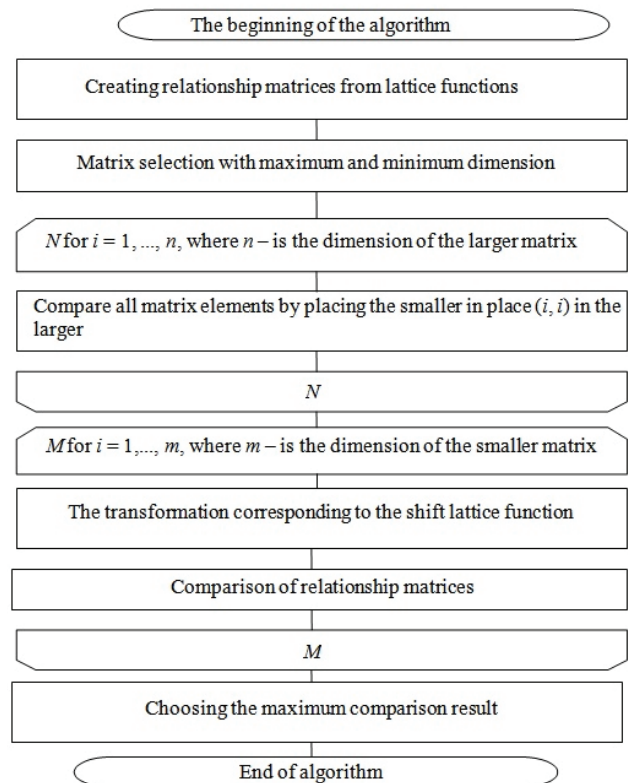 The beginning of the algorithm
Creating relationship matrices from lattice functions
Matrix selection with maximum and minimum dimension
N for i = 1, ..., n, where n – is the dimension of the larger matrix
Compare all matrix elements by placing the smaller in place (i, i) in the
larger
N
M for i = 1,..., m, where m – is the dimension of the smaller matrix
The transformation corresponding to the shift lattice function
Comparison of relationship matrices
M
Choosing the maximum comparison result
End of algorithm